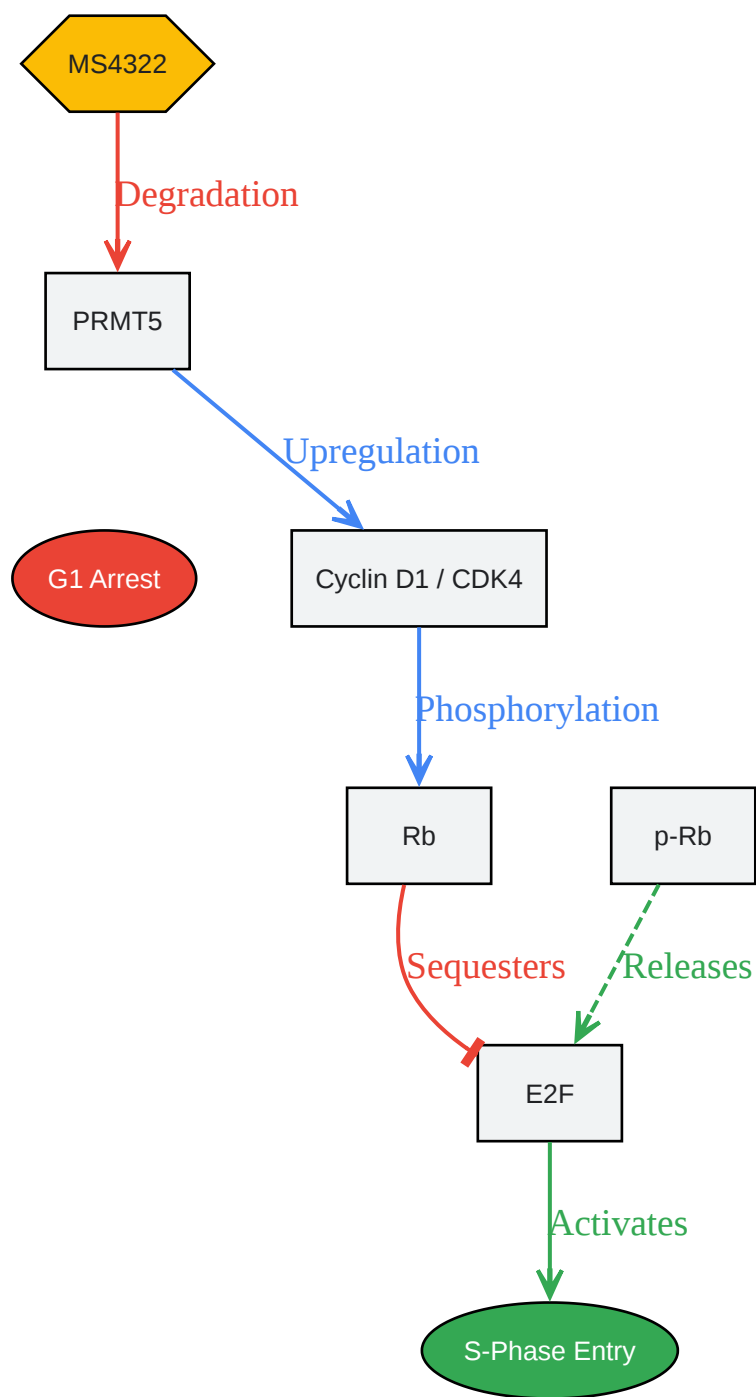 MS4322
Degradation
PRMT5
Upregulation
G1 Arrest
Cyclin D1 / CDK4
Phosphorylation
Rb
p-Rb
Sequesters
Releases
E2F
Activates
S-Phase Entry